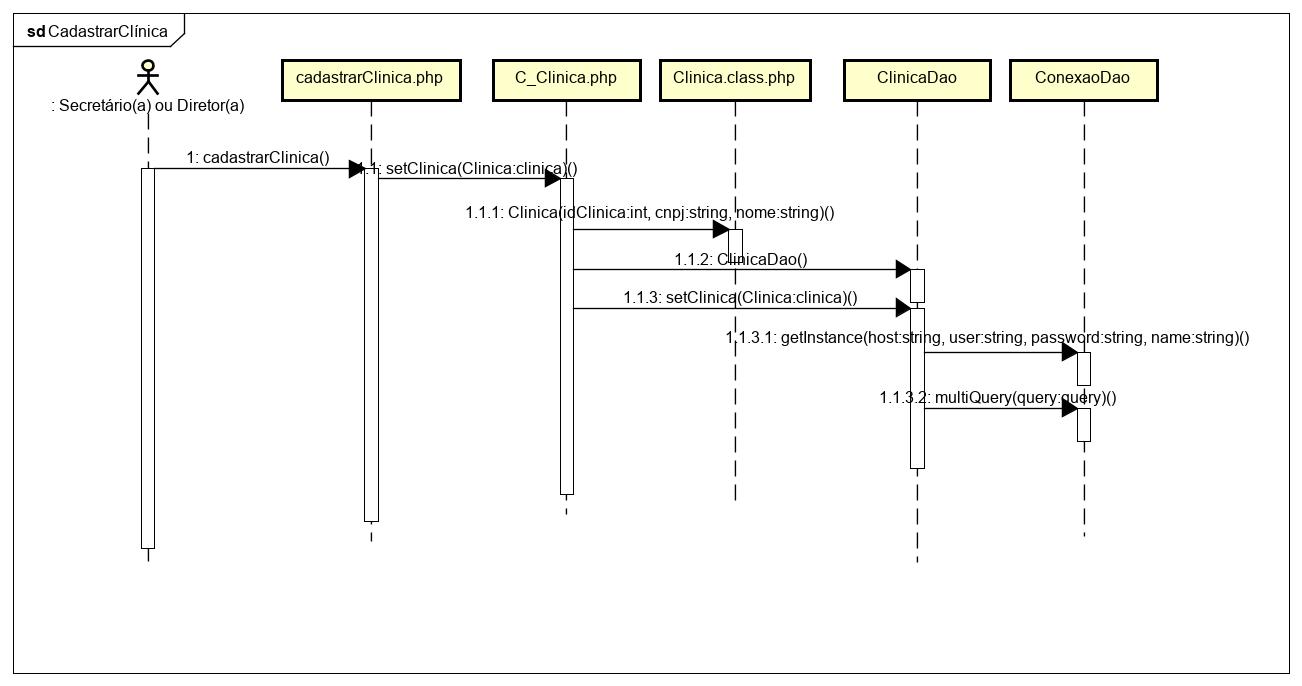 sd CadastrarClínica
: Secretário(a) ou Diretor(a)
cadastrarClinica.php
C_Clinica.php
Clinica.class.php
ClinicaDao
ConexaoDao
1: cadastrarClinica()
1.1: setClinica(Clinica:clinica)()
1.1.1: Clinica(idClinica:int, cnpj:string, nome:string)()
1.1.2: ClinicaDao()
1.1.3: setClinica(Clinica:clinica)()
1.1.3.1: getInstance(host:string, user:string, password:string, name:string)()
1.1.3.2: multiQuery(query:query)()